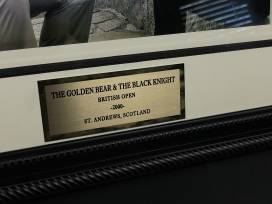 THE GOLDEN BEAR & THE BLACK KNIGHT
BRITISH OPEN
-2000-
ST. ANDREWS, SCOTLAND